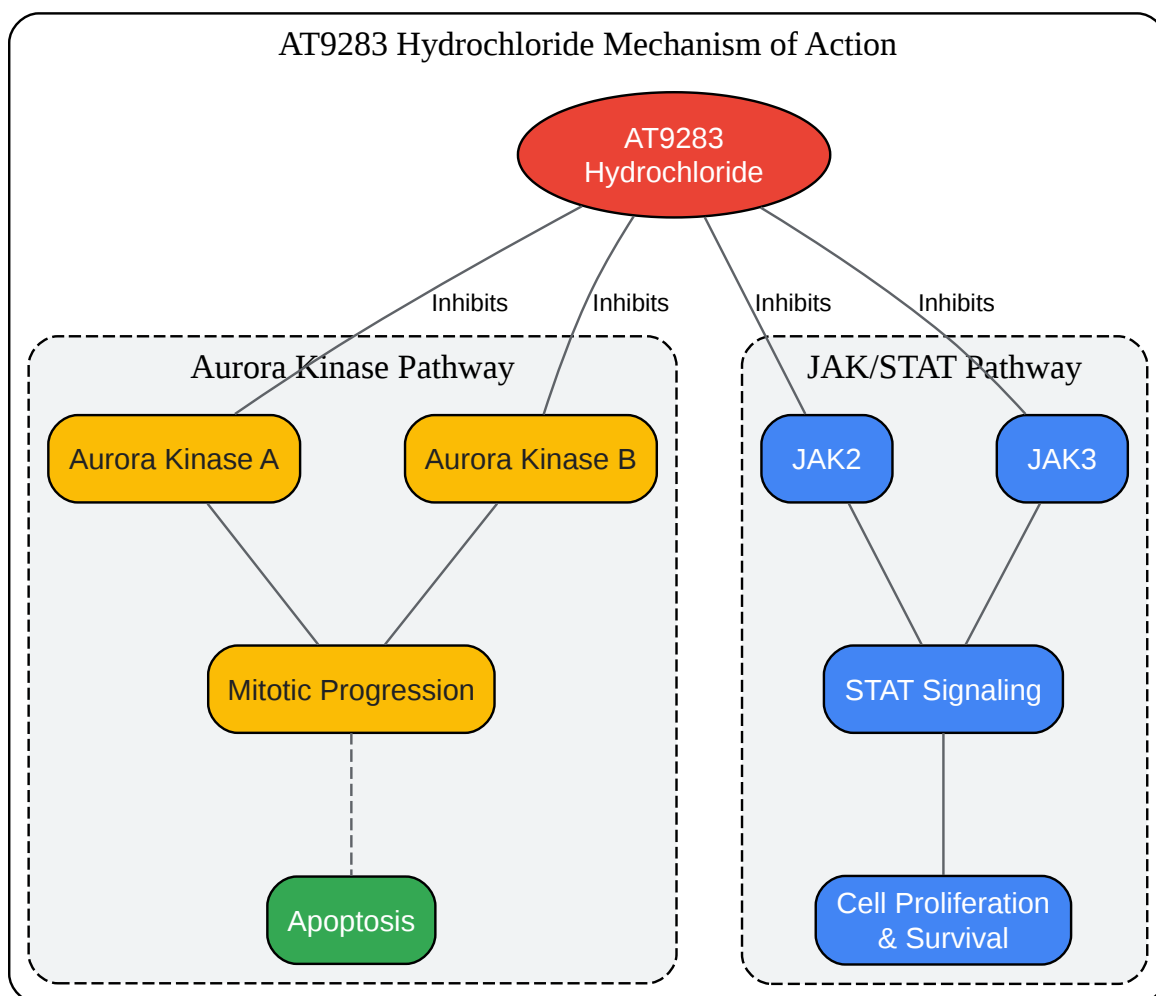 AT9283 Hydrochloride Mechanism of Action
AT9283
Hydrochloride
Inhibits
Inhibits
Inhibits
Inhibits
Aurora Kinase Pathway
JAK/STAT Pathway
Aurora Kinase A
Aurora Kinase B
JAK2
JAK3
Mitotic Progression
STAT Signaling
Apoptosis
Cell Proliferation
& Survival